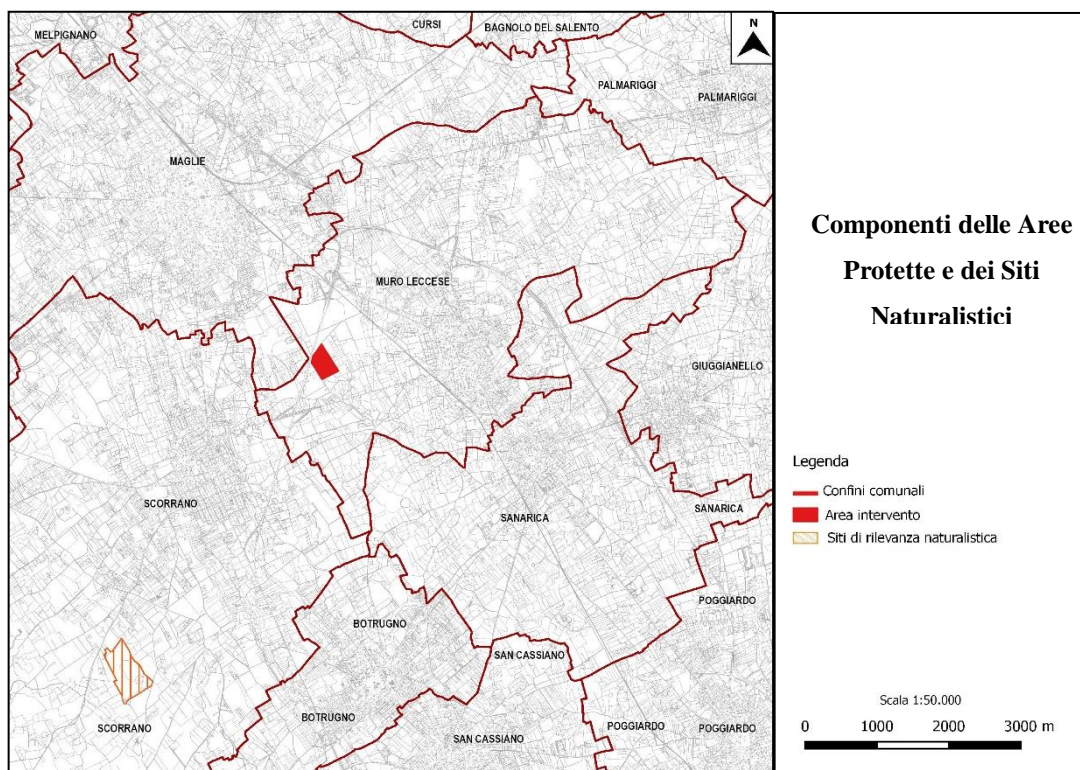 MELPIGNANO
CURSI
BAGNOLO DEL SALENTO
N
PALMARIGGI
PALMARIGGI
MAGLIE
MURO LECCESE
GIUGGIANELLO
SCORRANO
SANARICA
SANARICA
POGGIARDO
BOTRUGNO
SAN CASSIANO
SCORRANO
BOTRUGNO
SAN CASSIANO
POGGIARDO
POGGIARDO
Componenti delle Aree
Protette e dei Siti
Naturalistici
Legenda
Confini comunali
Area intervento
Siti di rilevanza naturalistica
Scala 1:50.000
0 1000 2000 3000 m